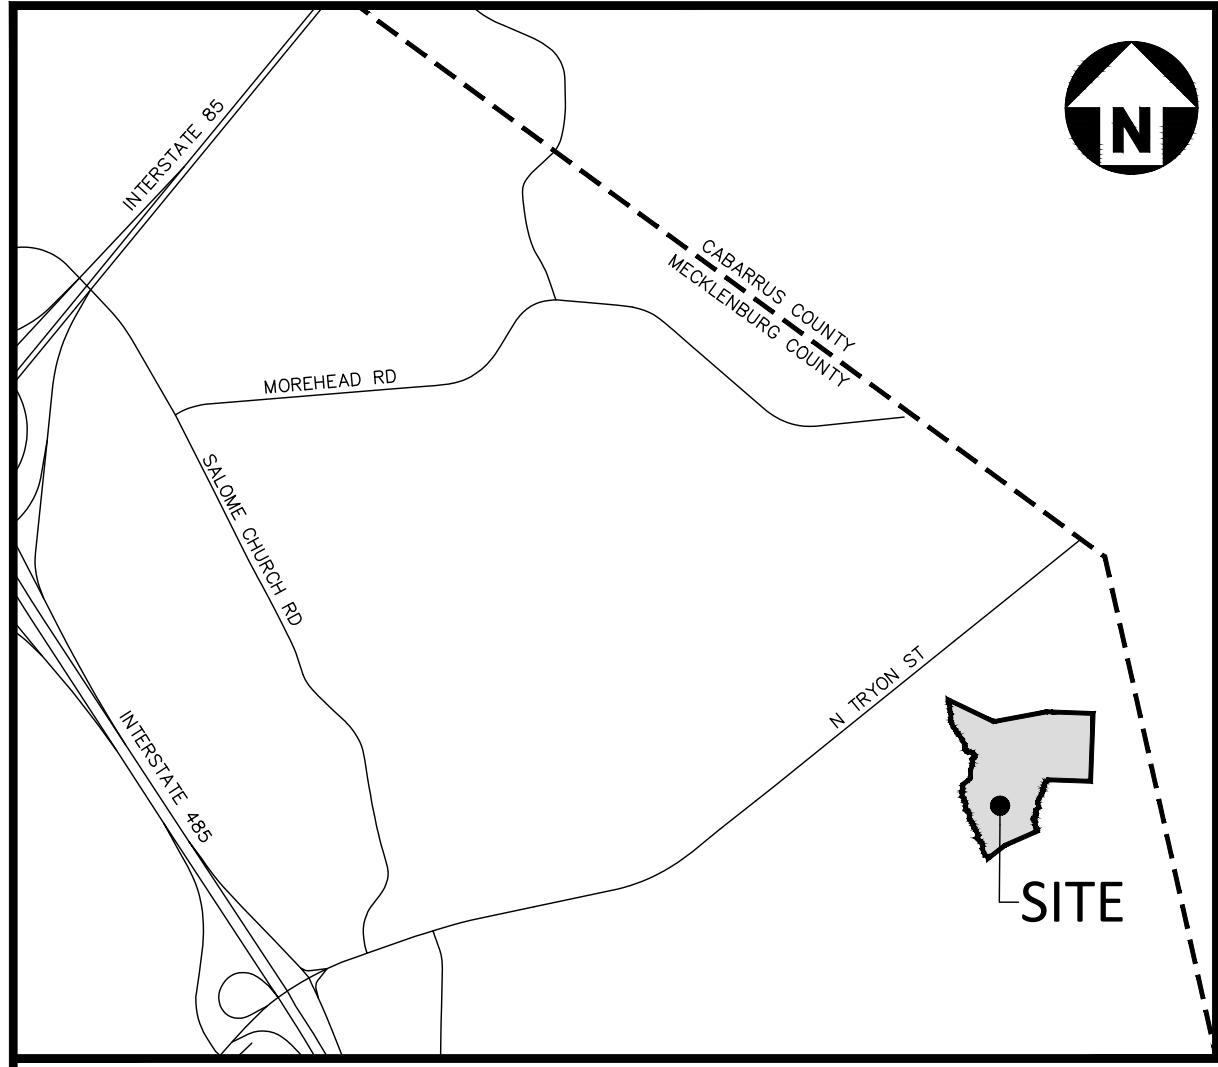 INTERSTATE 85
N
CABARRUS COUNTY
MECKLENBURG COUNTY
MOREHEAD RD
SALOME CHURCH RD
N TRYON ST
INTERSTATE 485
SITE